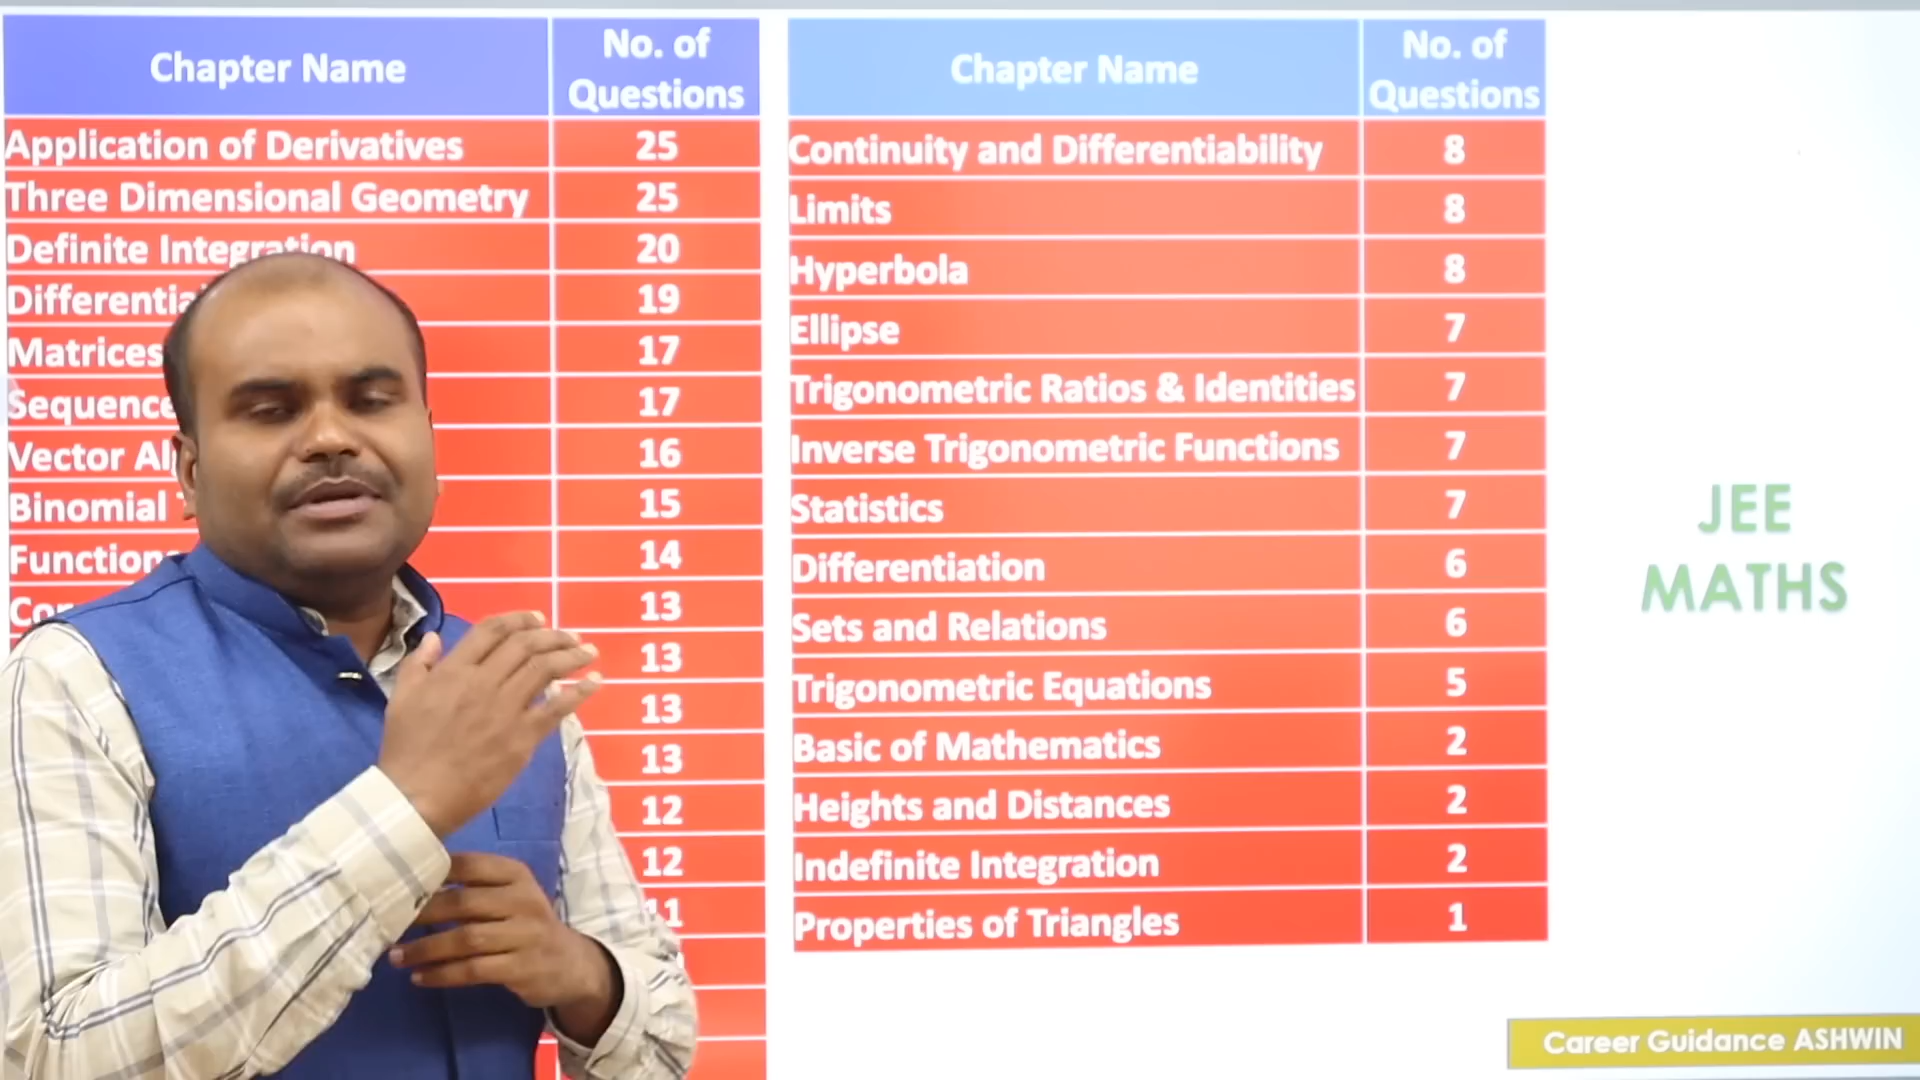 Chapter Name No. of Questions
Application of Derivatives 25
Three Dimensional Geometry 25
Definite Integration 20
19
Matrices 17
17
Vector 16
Binomial 15
14
13
13
13
13
12
12
11
Chapter Name No. of Questions
Continuity and Differentiability 8
Limits 8
Hyperbola 8
Ellipse 7
Trigonometric Ratios & Identities 7
Inverse Trigonometric Functions 7
Statistics 7
Differentiation 6
Sets and Relations 6
Trigonometric Equations 5
Basic of Mathematics 2
Heights and Distances 2
Indefinite Integration 2
Properties of Triangles 1
JEE
MATHS
Career Guidance ASHWIN